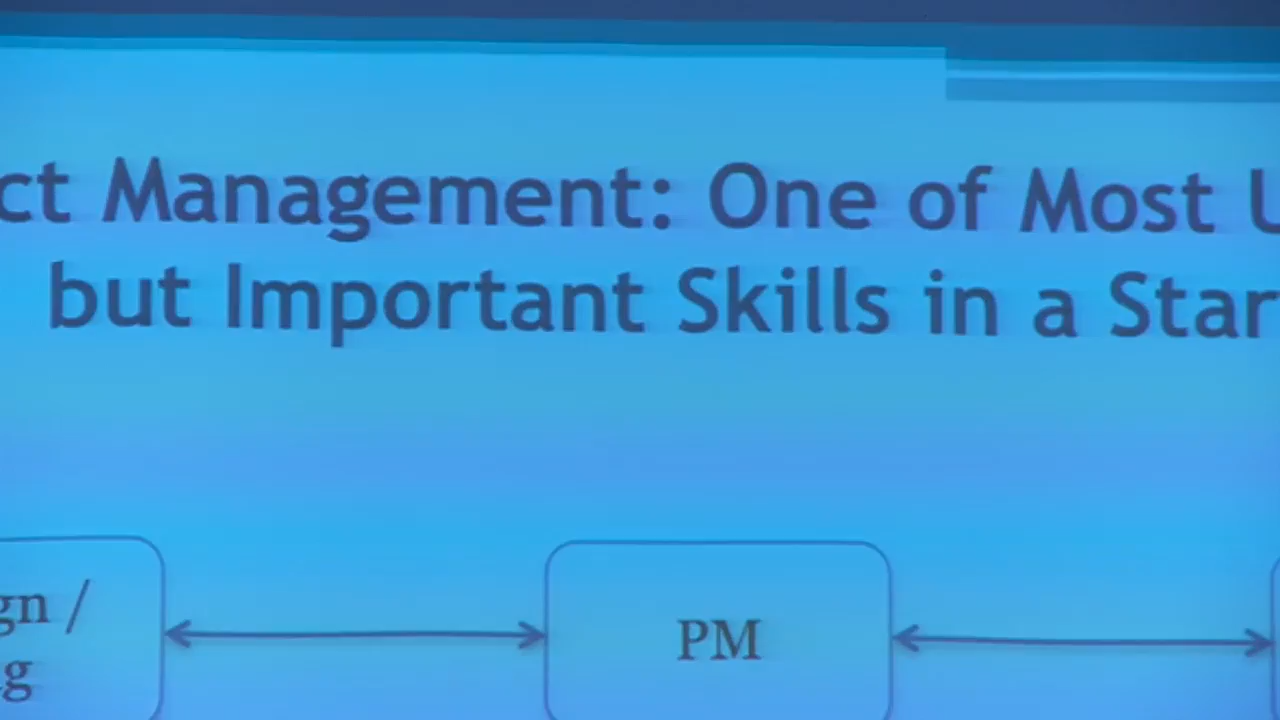 ct Management: One of Most U
but Important Skills in a Star
gn /
g
PM